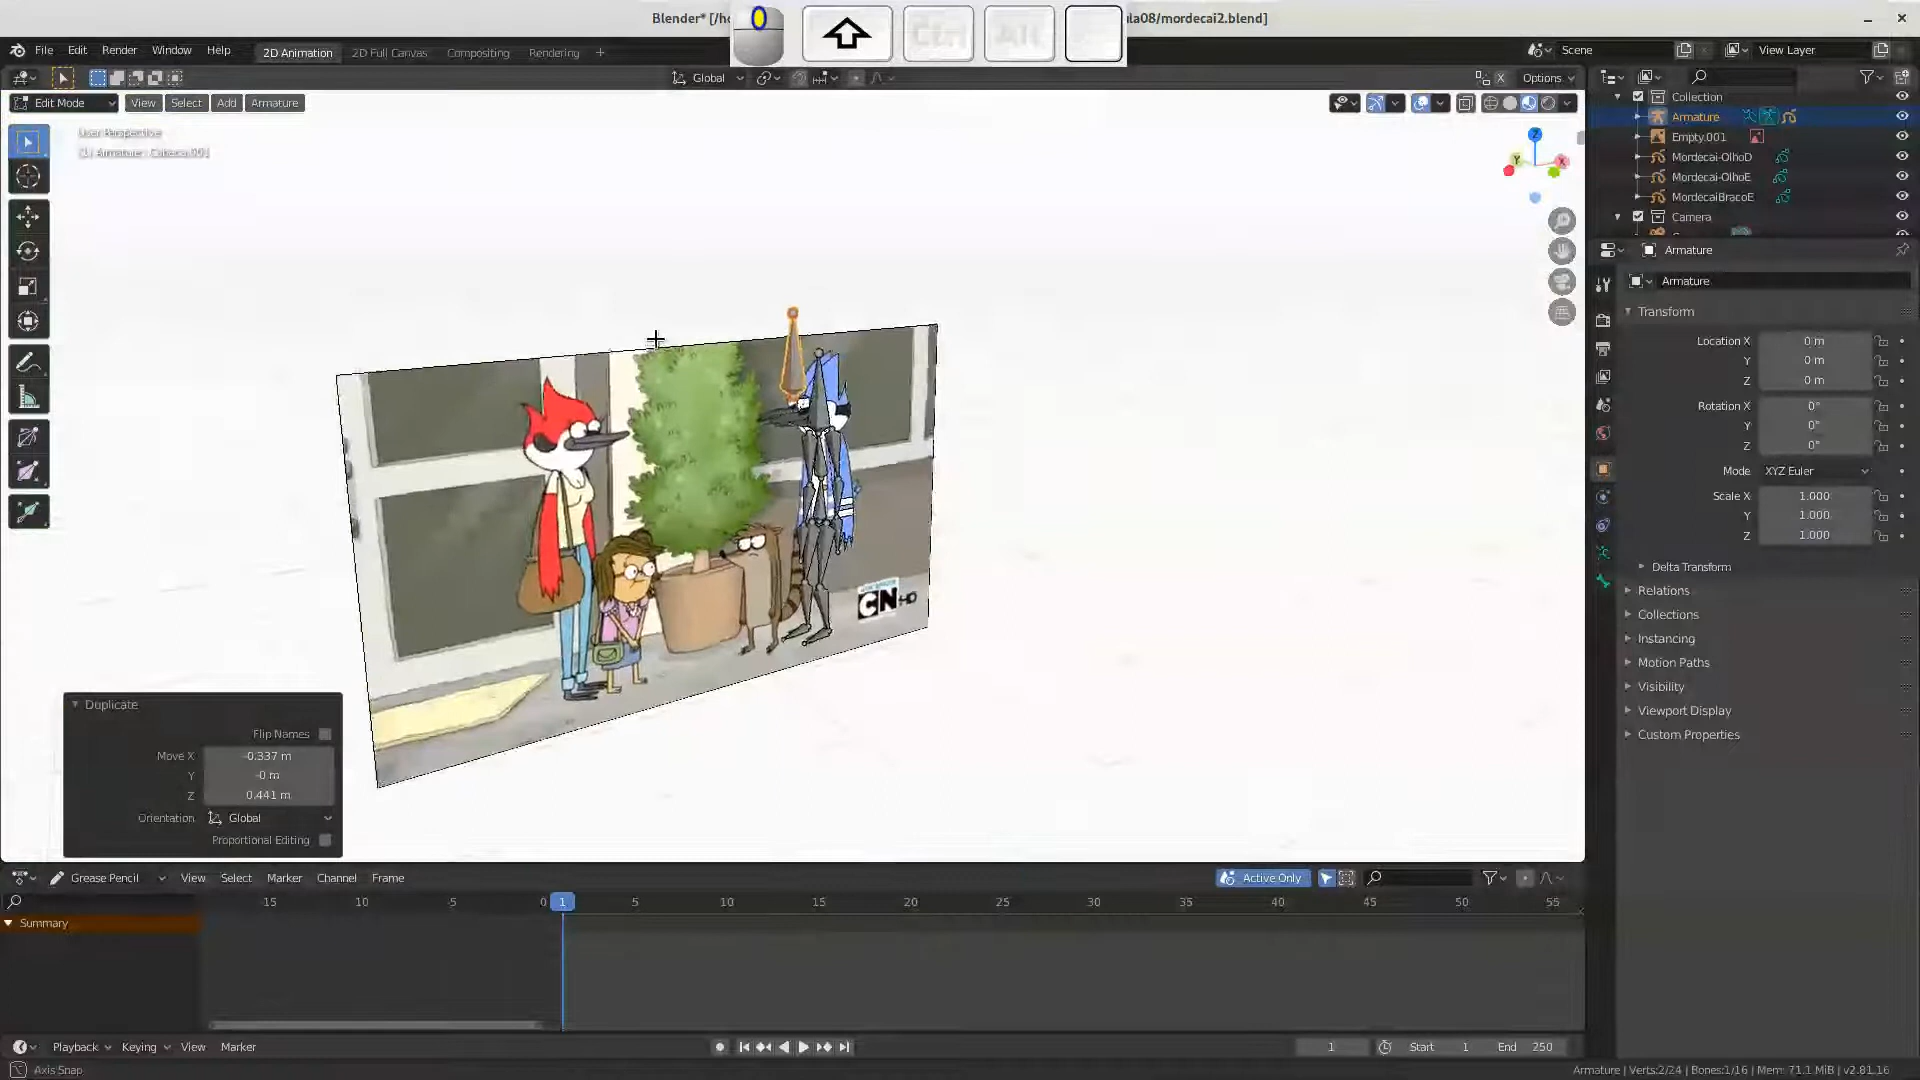 Blender* [/ho
la08/mordecai2.blend]
Ctrl
Alt
File Edit Render Window Help
2D Animation 2D Full Canvas Compositing Rendering +
Scene
View Layer
Global
Options
Edit Mode View Select Add Armature
User Perspective
(1) Armature : Cabeca.001
Z
Y
X
CN HD
Collection
Armature
Empty.001
Mordecai-OlhoD
Mordecai-OlhoE
MordecaiBracoE
Camera
Armature
Armature
Transform
Location X 0 m
Y 0 m
Z 0 m
Rotation X 0°
Y 0°
Z 0°
Mode XYZ Euler
Scale X 1.000
Y 1.000
Z 1.000
Delta Transform
Relations
Collections
Instancing
Motion Paths
Visibility
Viewport Display
Custom Properties
Duplicate
Flip Names
Move X -0.337 m
Y -0 m
Z 0.441 m
Orientation Global
Proportional Editing
Grease Pencil View Select Marker Channel Frame
Active Only
-15 -10 -5 0 1 5 10 15 20 25 30 35 40 45 50 55
Summary
Playback Keying View Marker
1 Start 1 End 250
Axis Snap
Armature | Verts:2/24 | Bones:1/16 | Mem: 71.1 MiB | v2.81.16